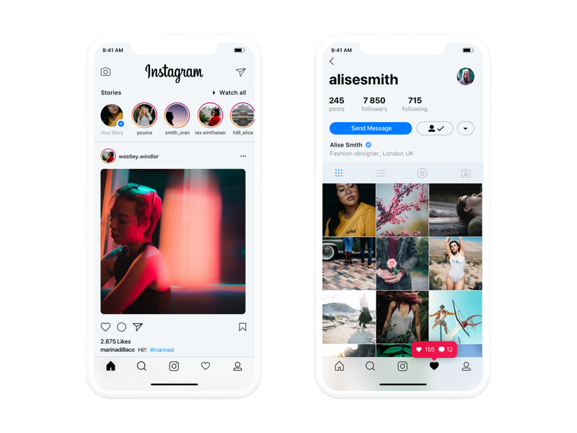 9:41 AM
Instagram
Stories
Watch all
Your Story
pouros
smith_oran
rex.wintheiser
hilll_eliza
westley.windler
2.875 Likes
marinadillaco Hi!! #marinad
9:41 AM
alisesmith
245 7 850 715
posts followers following
Send Message
Alise Smith
Fashion-designer, London UK
155 12